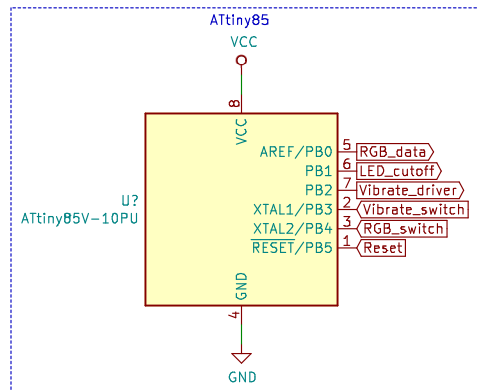 ATtiny85
VCC
8
VCC
AREF/PB0 5 RGB_data
PB1 6 LED_cutoff
PB2 7 Vibrate_driver
U?
XTAL1/PB3 2 Vibrate_switch
ATtiny85V-10PU
XTAL2/PB4 3 RGB_switch
RESET/PB5 1 Reset
GND
4
GND